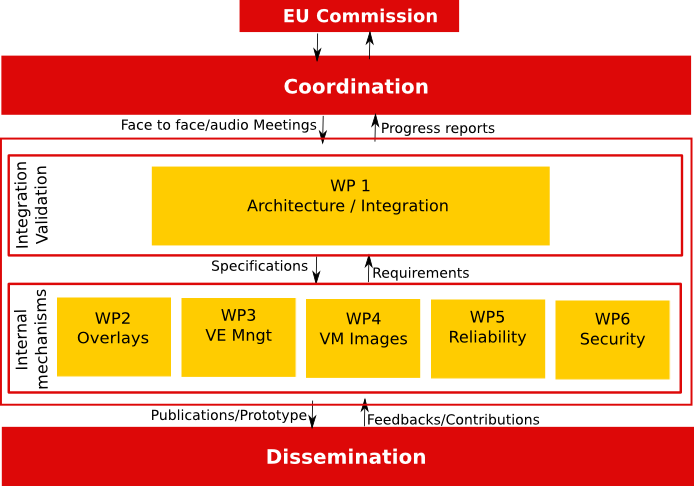 EU Commission
Coordination
Face to face/audio Meetings
Progress reports
Integration
Validation
WP 1
Architecture / Integration
Specifications
Requirements
Internal
mechanisms
WP2
Overlays
WP3
VE Mngt
WP4
VM Images
WP5
Reliability
WP6
Security
Publications/Prototype
Feedbacks/Contributions
Dissemination